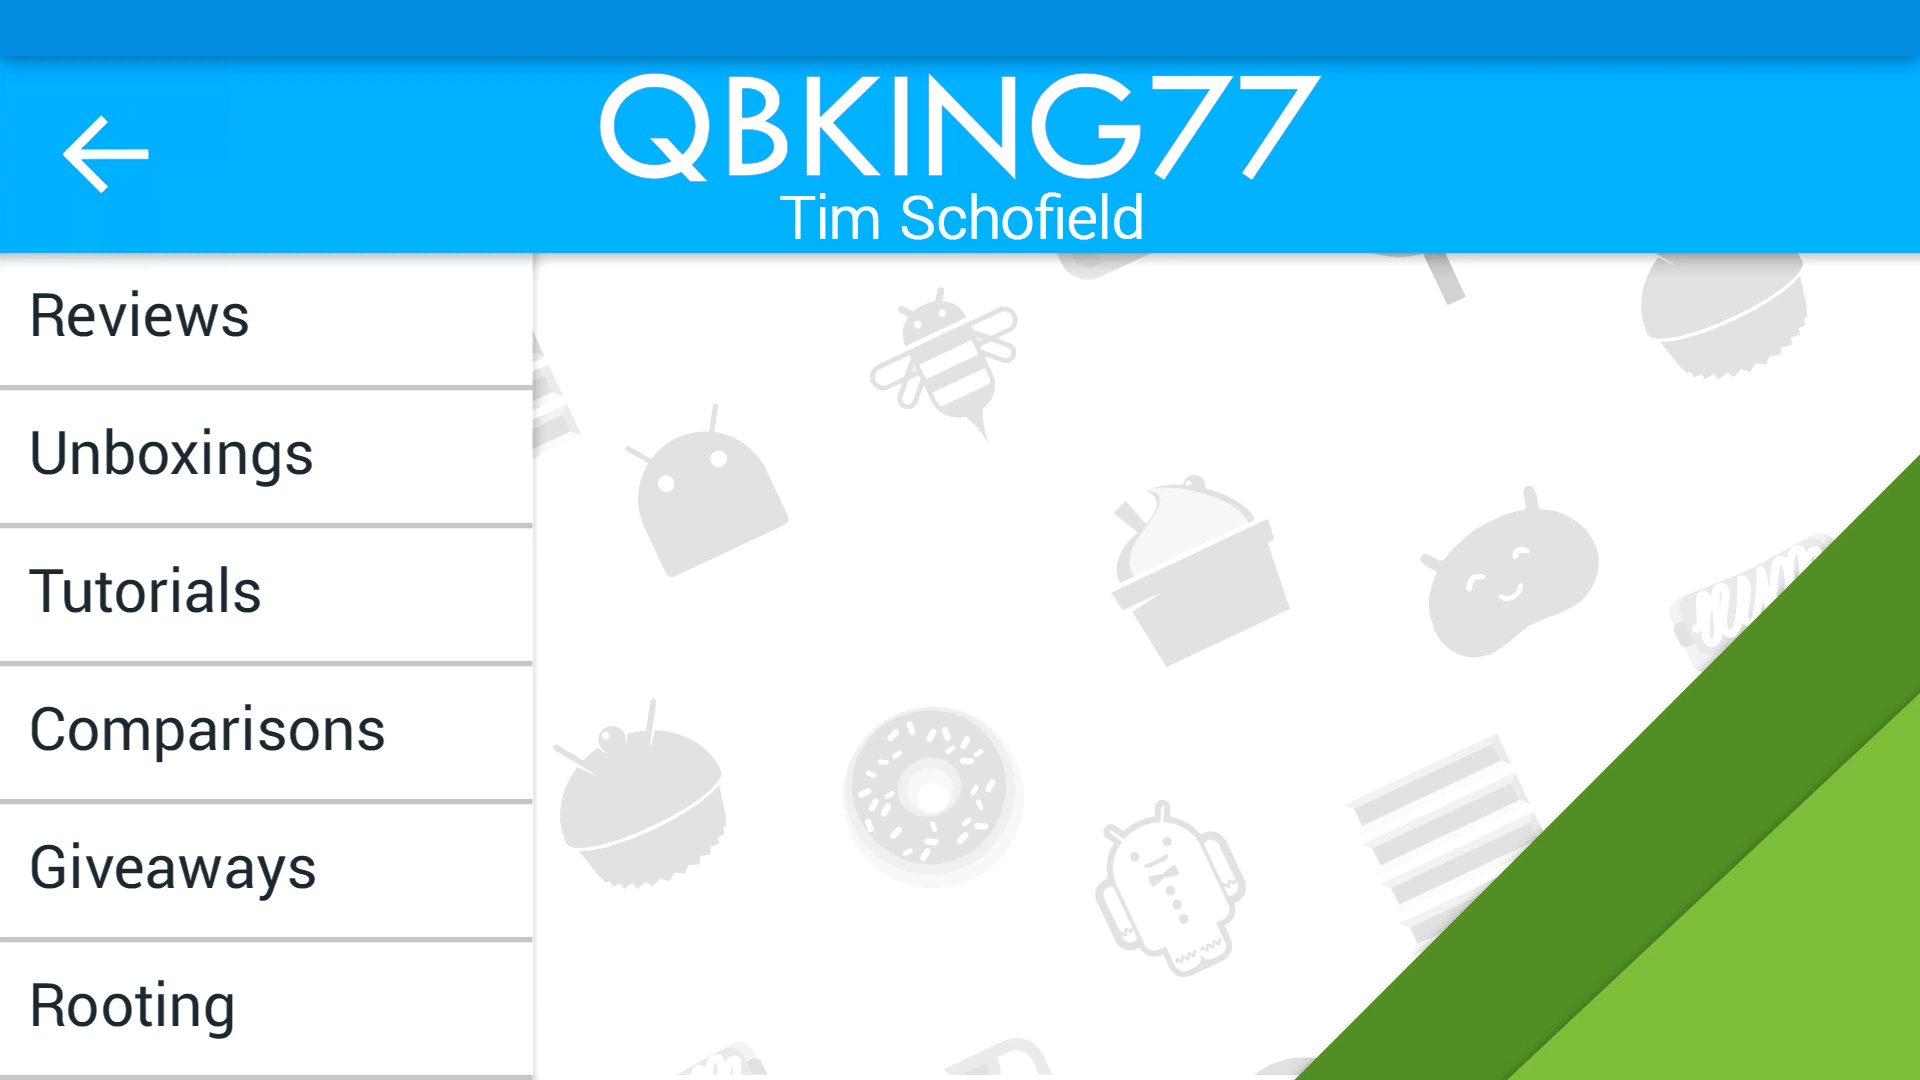 QBKING77
Tim Schofield
Reviews
Unboxings
Tutorials
Comparisons
Giveaways
Rooting